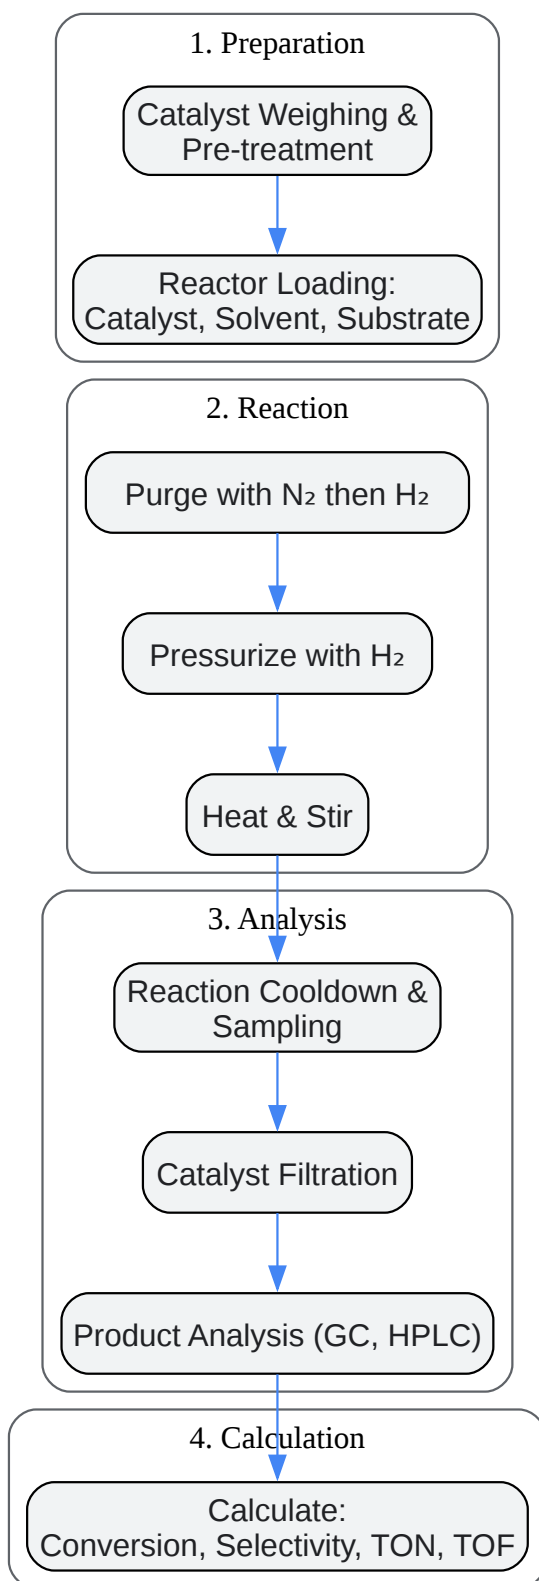 1. Preparation
Catalyst Weighing &
Pre-treatment
Reactor Loading:
Catalyst, Solvent, Substrate
2. Reaction
Purge with N₂ then H₂
Pressurize with H₂
Heat & Stir
3. Analysis
Reaction Cooldown &
Sampling
Catalyst Filtration
Product Analysis (GC, HPLC)
4. Calculation
Calculate:
Conversion, Selectivity, TON, TOF